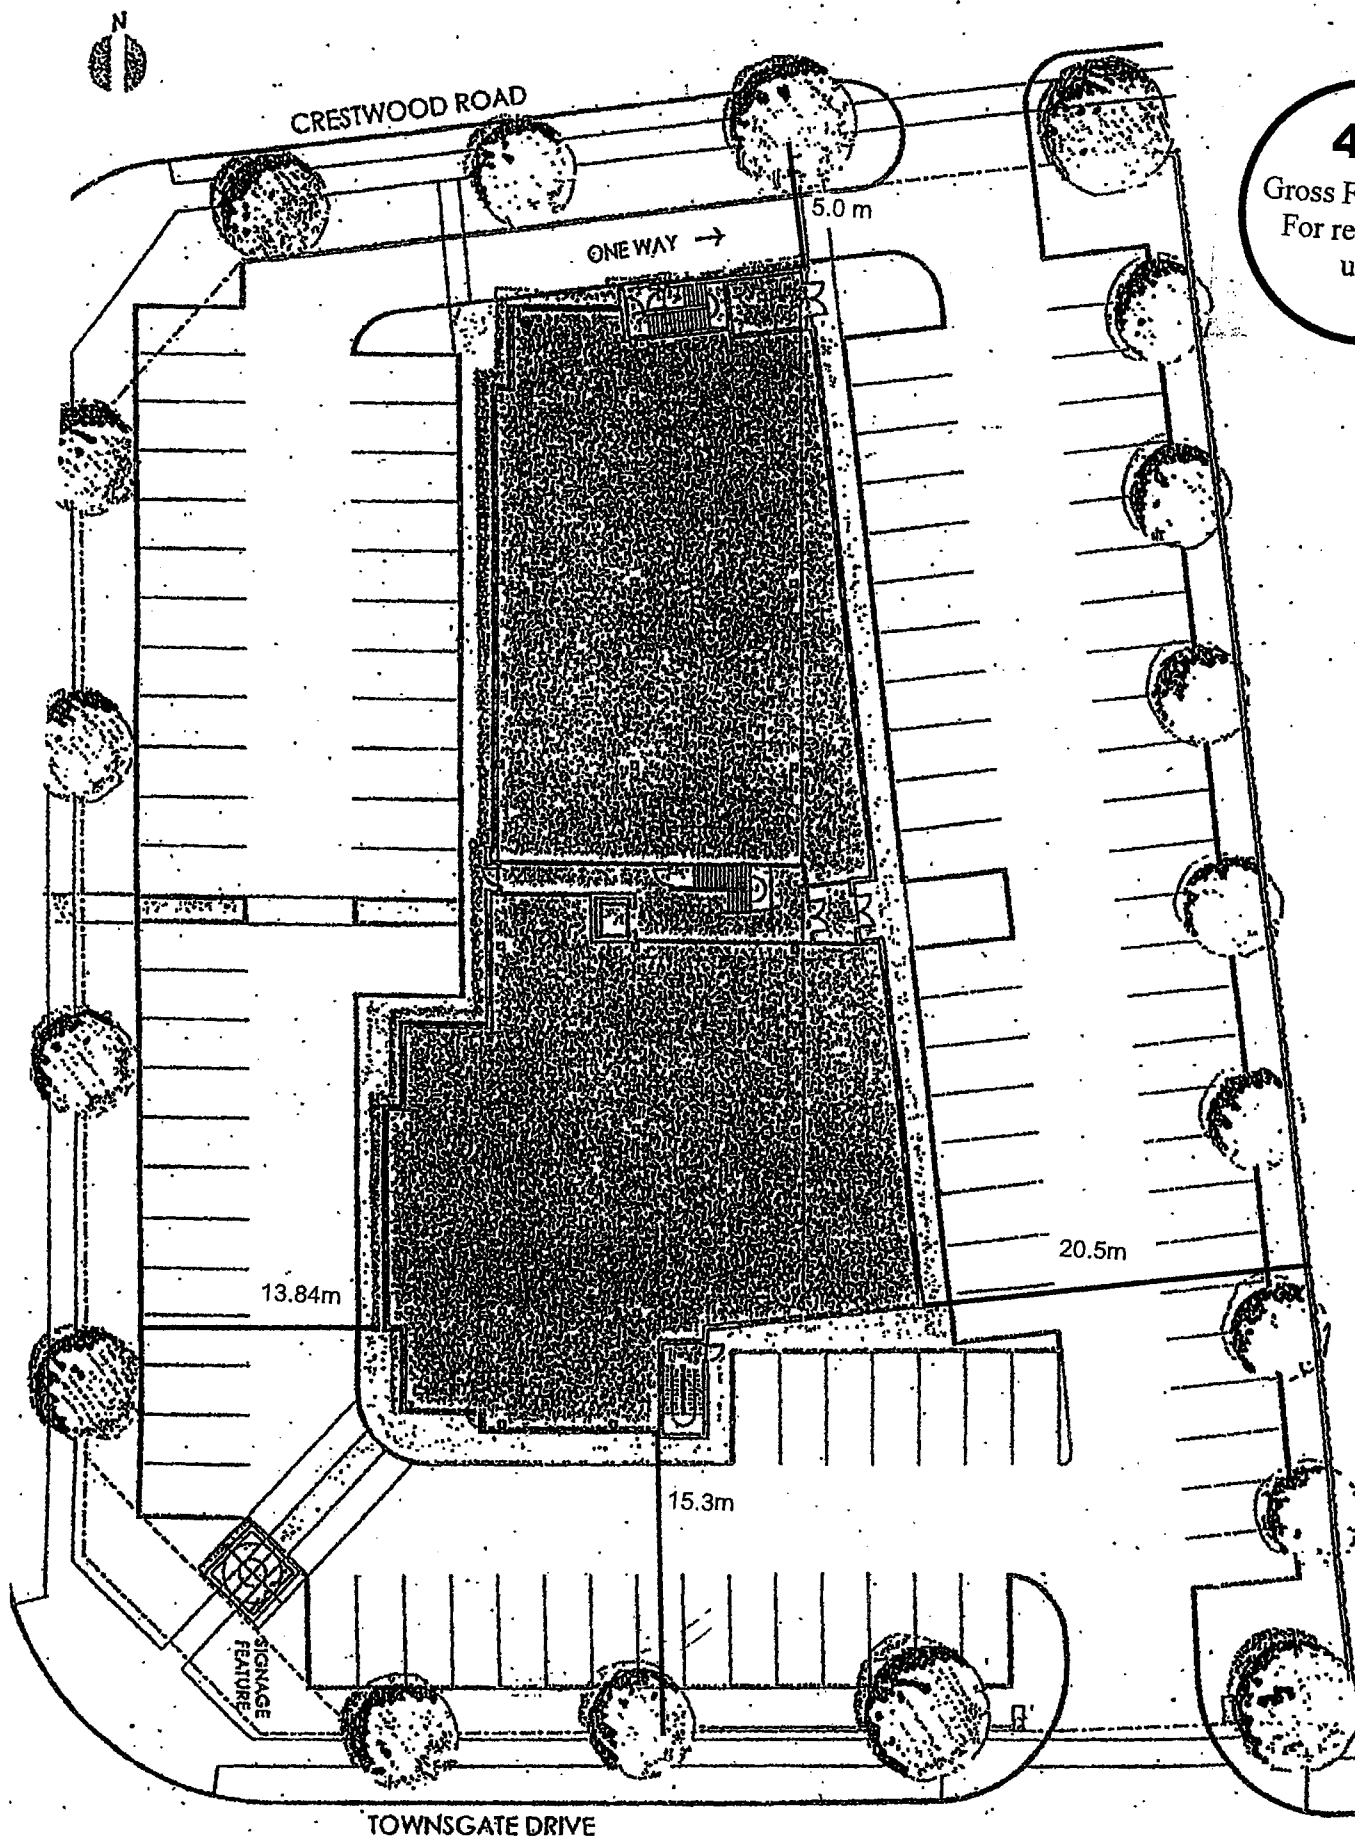 N
CRESTWOOD ROAD
4
Gross F
For re
u
5.0 m
ONE WAY →
20.5m
13.84m
15.3m
SIGNAGE
FEATURE
TOWNSGATE DRIVE